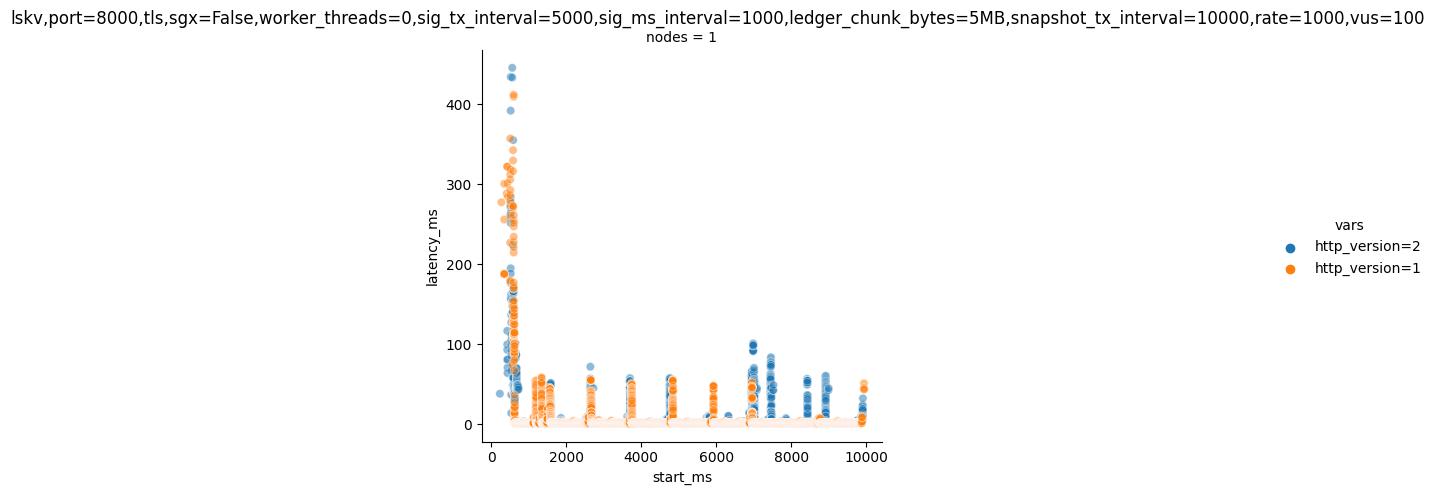 lskv,port=8000,tls,sgx=False,worker_threads=0,sig_tx_interval=5000,sig_ms_interval=1000,ledger_chunk_bytes=5MB,snapshot_tx_interval=10000,rate=1000,vus=100
nodes = 1
400
300
200
100
0
latency_ms
0 2000 4000 6000 8000 10000
start_ms
vars
http_version=2
http_version=1